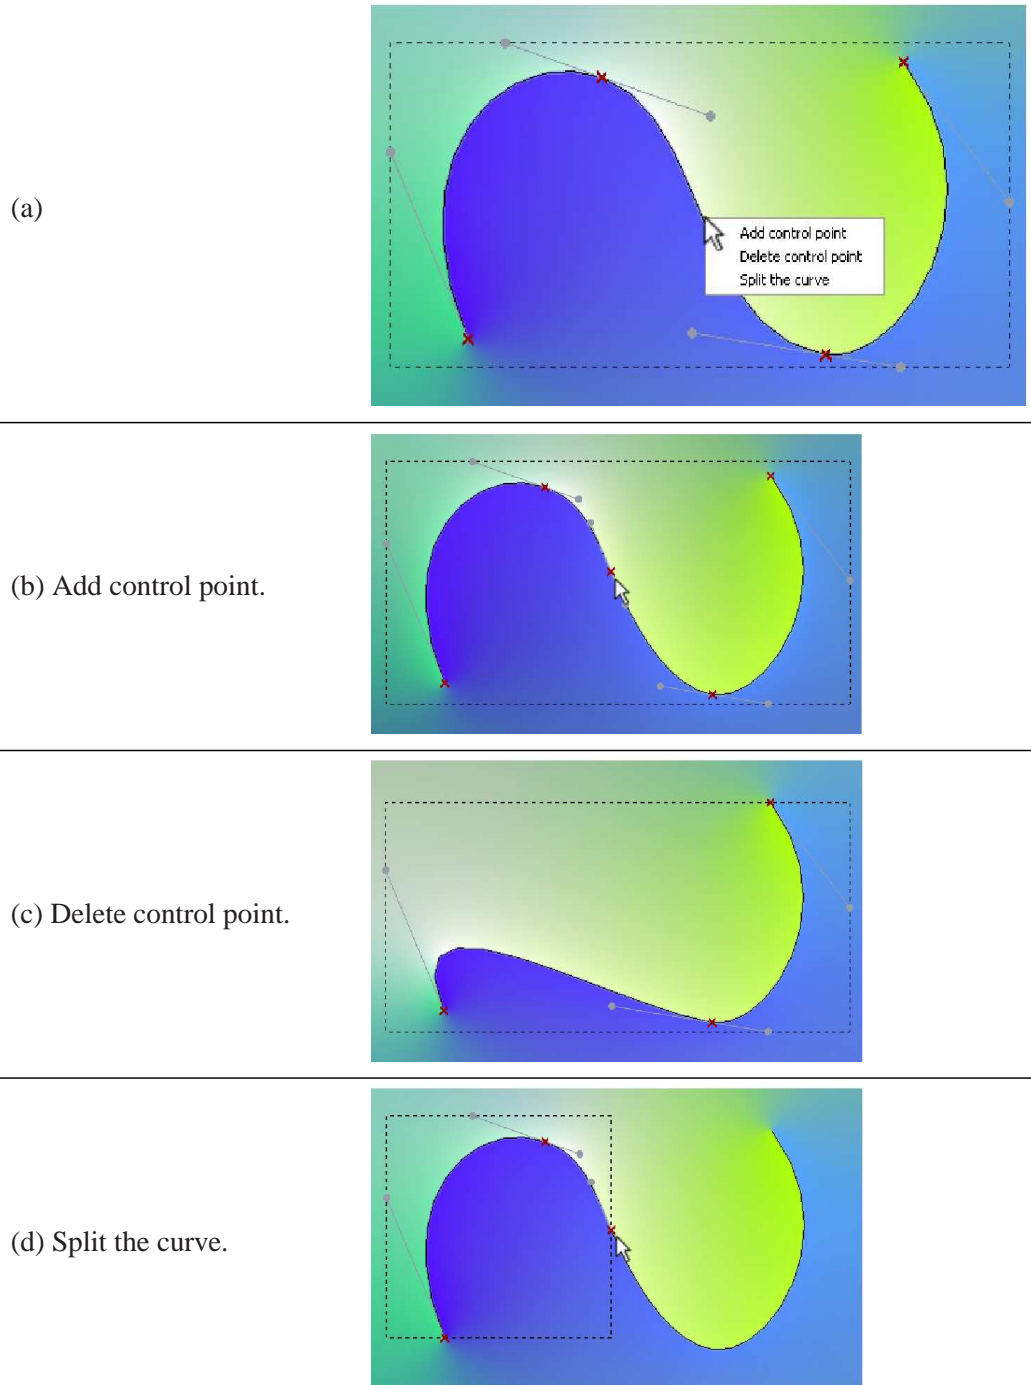 (a)
Add control point
Delete control point
Split the curve
(b) Add control point.
(c) Delete control point.
(d) Split the curve.